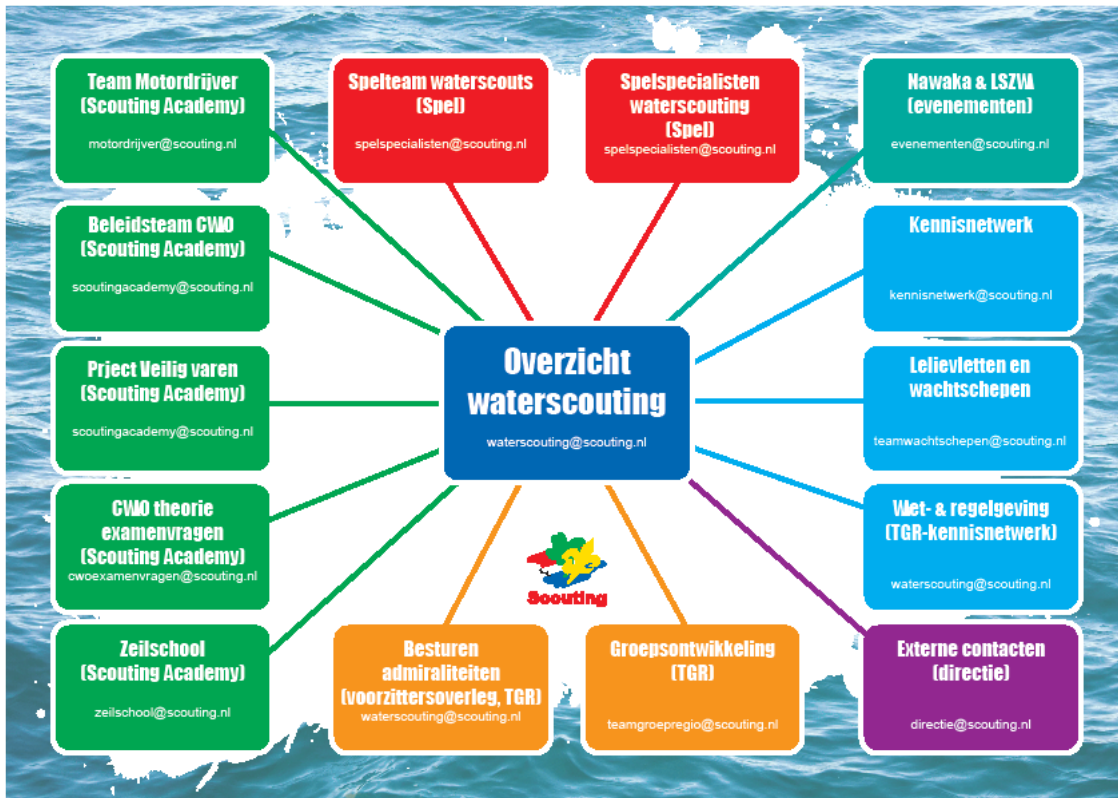 Team Motordrijver
(Scouting Academy)
motordrijver@scouting.nl
Spelteam waterscouts
(Spel)
spelspecialisten@scouting.nl
Spelspecialisten
waterscouting
(Spel)
spelspecialisten@scouting.nl
Nawaka & LSZW
(evenementen)
evenementen@scouting.nl
Beleidsteam CWO
(Scouting Academy)
scoutingacademy@scouting.nl
Kennisnetwerk
kennisnetwerk@scouting.nl
Overzicht
waterscouting
waterscouting@scouting.nl
Prject Veilig varen
(Scouting Academy)
scoutingacademy@scouting.nl
Lelievletten en
wachtschepen
teamwachtschepen@scouting.nl
CWO theorie
examenvragen
(Scouting Academy)
cwoexamenvragen@scouting.nl
Wet- & regelgeving
(TGR-kennisnetwerk)
waterscouting@scouting.nl
Scouting
Zeilschool
(Scouting Academy)
zeilschool@scouting.nl
Besturen
admiraliteiten
(voorzittersoverleg, TGR)
waterscouting@scouting.nl
Groepsontwikkeling
(TGR)
teamgroepregio@scouting.nl
Externe contacten
(directie)
directie@scouting.nl